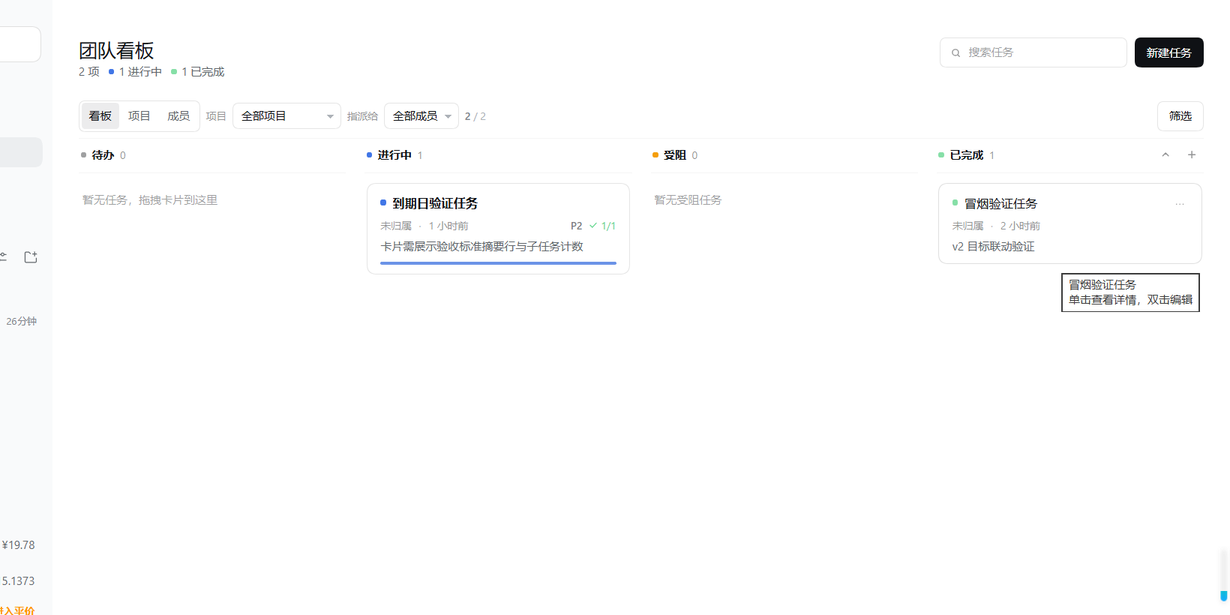 团队看板
2 项 1 进行中 1 已完成
搜索任务
新建任务
看板 项目 成员 项目 全部项目 指派给 全部成员 2 / 2
筛选
待办 0
暂无任务，拖拽卡片到这里
进行中 1
到期日验证任务
未归属 · 1 小时前 P2 1/1
卡片需展示验收标准摘要行与子任务计数
受阻 0
暂无受阻任务
已完成 1
冒烟验证任务 ...
未归属 · 2 小时前
v2 目标联动验证
冒烟验证任务
单击查看详情，双击编辑
26分钟
¥19.78
5.1373
进入平价